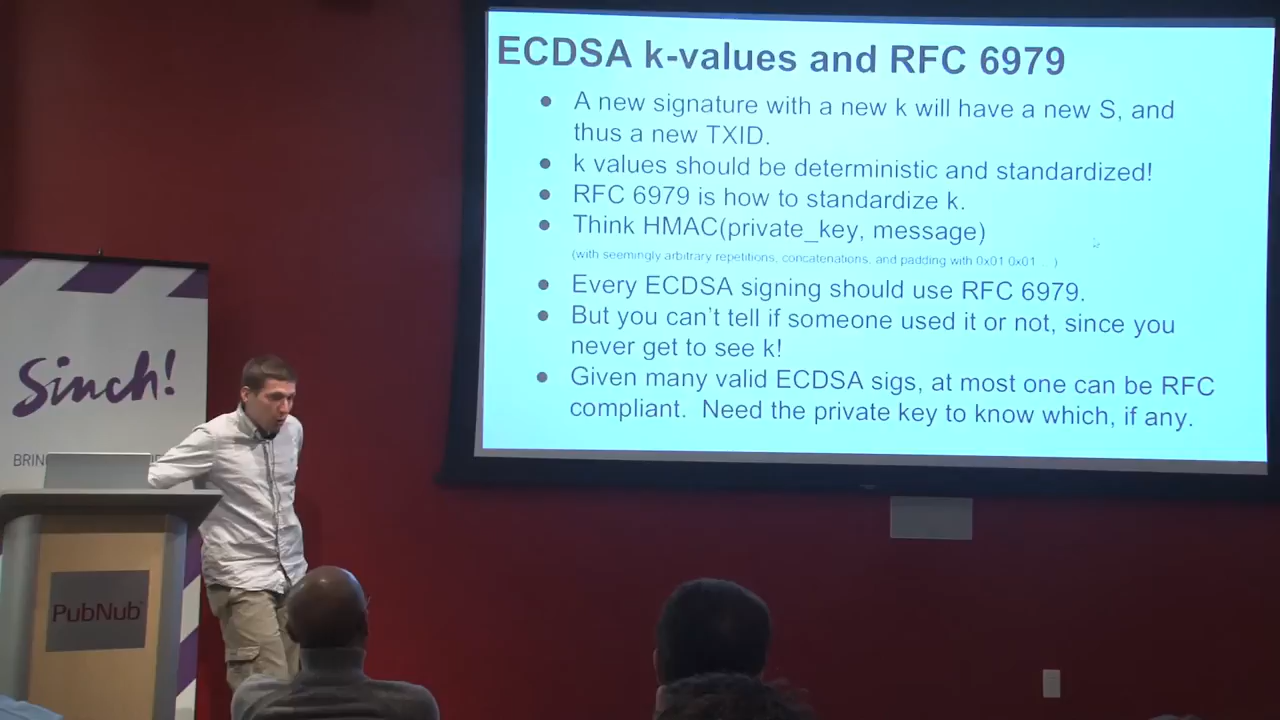 ECDSA k-values and RFC 6979
● A new signature with a new k will have a new S, and
thus a new TXID.
● k values should be deterministic and standardized!
● RFC 6979 is how to standardize k.
● Think HMAC(private_key, message)
(with seemingly arbitrary repetitions, concatenations, and padding with 0x01 0x01 . . )
● Every ECDSA signing should use RFC 6979.
● But you can't tell if someone used it or not, since you
never get to see k!
● Given many valid ECDSA sigs, at most one can be RFC
compliant. Need the private key to know which, if any.
Sinch!
PubNub